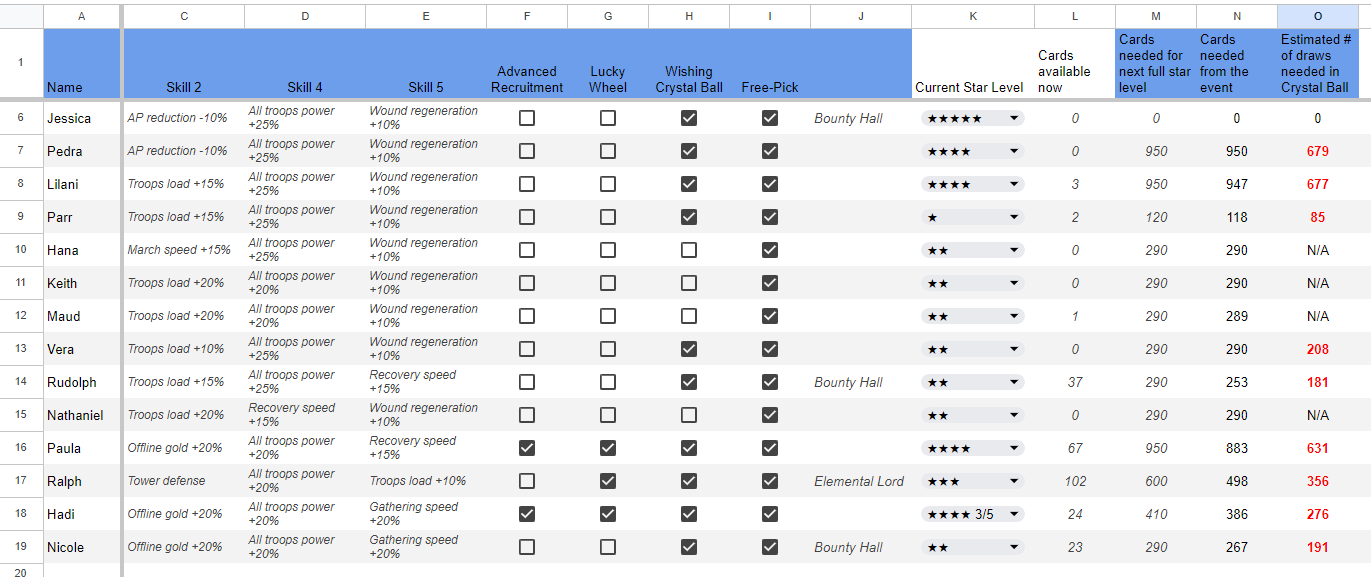 A C D E F G H I J K L M N O
1 Name Skill 2 Skill 4 Skill 5 Advanced Recruitment Lucky Wheel Wishing Crystal Ball Free-Pick Current Star Level Cards available now Cards needed for next full star level Cards needed from the event Estimated # of draws needed in Crystal Ball
6 Jessica AP reduction -10% All troops power +25% Wound regeneration +10% Bounty Hall ★★★★★ 0 0 0 0
7 Pedra AP reduction -10% All troops power +25% Wound regeneration +10% ★★★★ 0 950 950 679
8 Lilani Troops load +15% All troops power +25% Wound regeneration +10% ★★★★ 3 950 947 677
9 Parr Troops load +15% All troops power +25% Wound regeneration +10% ★ 2 120 118 85
10 Hana March speed +15% All troops power +25% Wound regeneration +10% ★★ 0 290 290 N/A
11 Keith Troops load +20% All troops power +20% Wound regeneration +10% ★★ 0 290 290 N/A
12 Maud Troops load +20% All troops power +20% Wound regeneration +10% ★★ 1 290 289 N/A
13 Vera Troops load +10% All troops power +25% Wound regeneration +10% ★★ 0 290 290 208
14 Rudolph Troops load +15% All troops power +25% Recovery speed +15% Bounty Hall ★★ 37 290 253 181
15 Nathaniel Troops load +20% Recovery speed +15% Wound regeneration +10% ★★ 0 290 290 N/A
16 Paula Offline gold +20% All troops power +20% Recovery speed +15% ★★★★ 67 950 883 631
17 Ralph Tower defense All troops power +20% Troops load +10% Elemental Lord ★★★ 102 600 498 356
18 Hadi Offline gold +20% All troops power +20% Gathering speed +20% ★★★★ 3/5 24 410 386 276
19 Nicole Offline gold +20% All troops power +20% Gathering speed +20% Bounty Hall ★★ 23 290 267 191
20